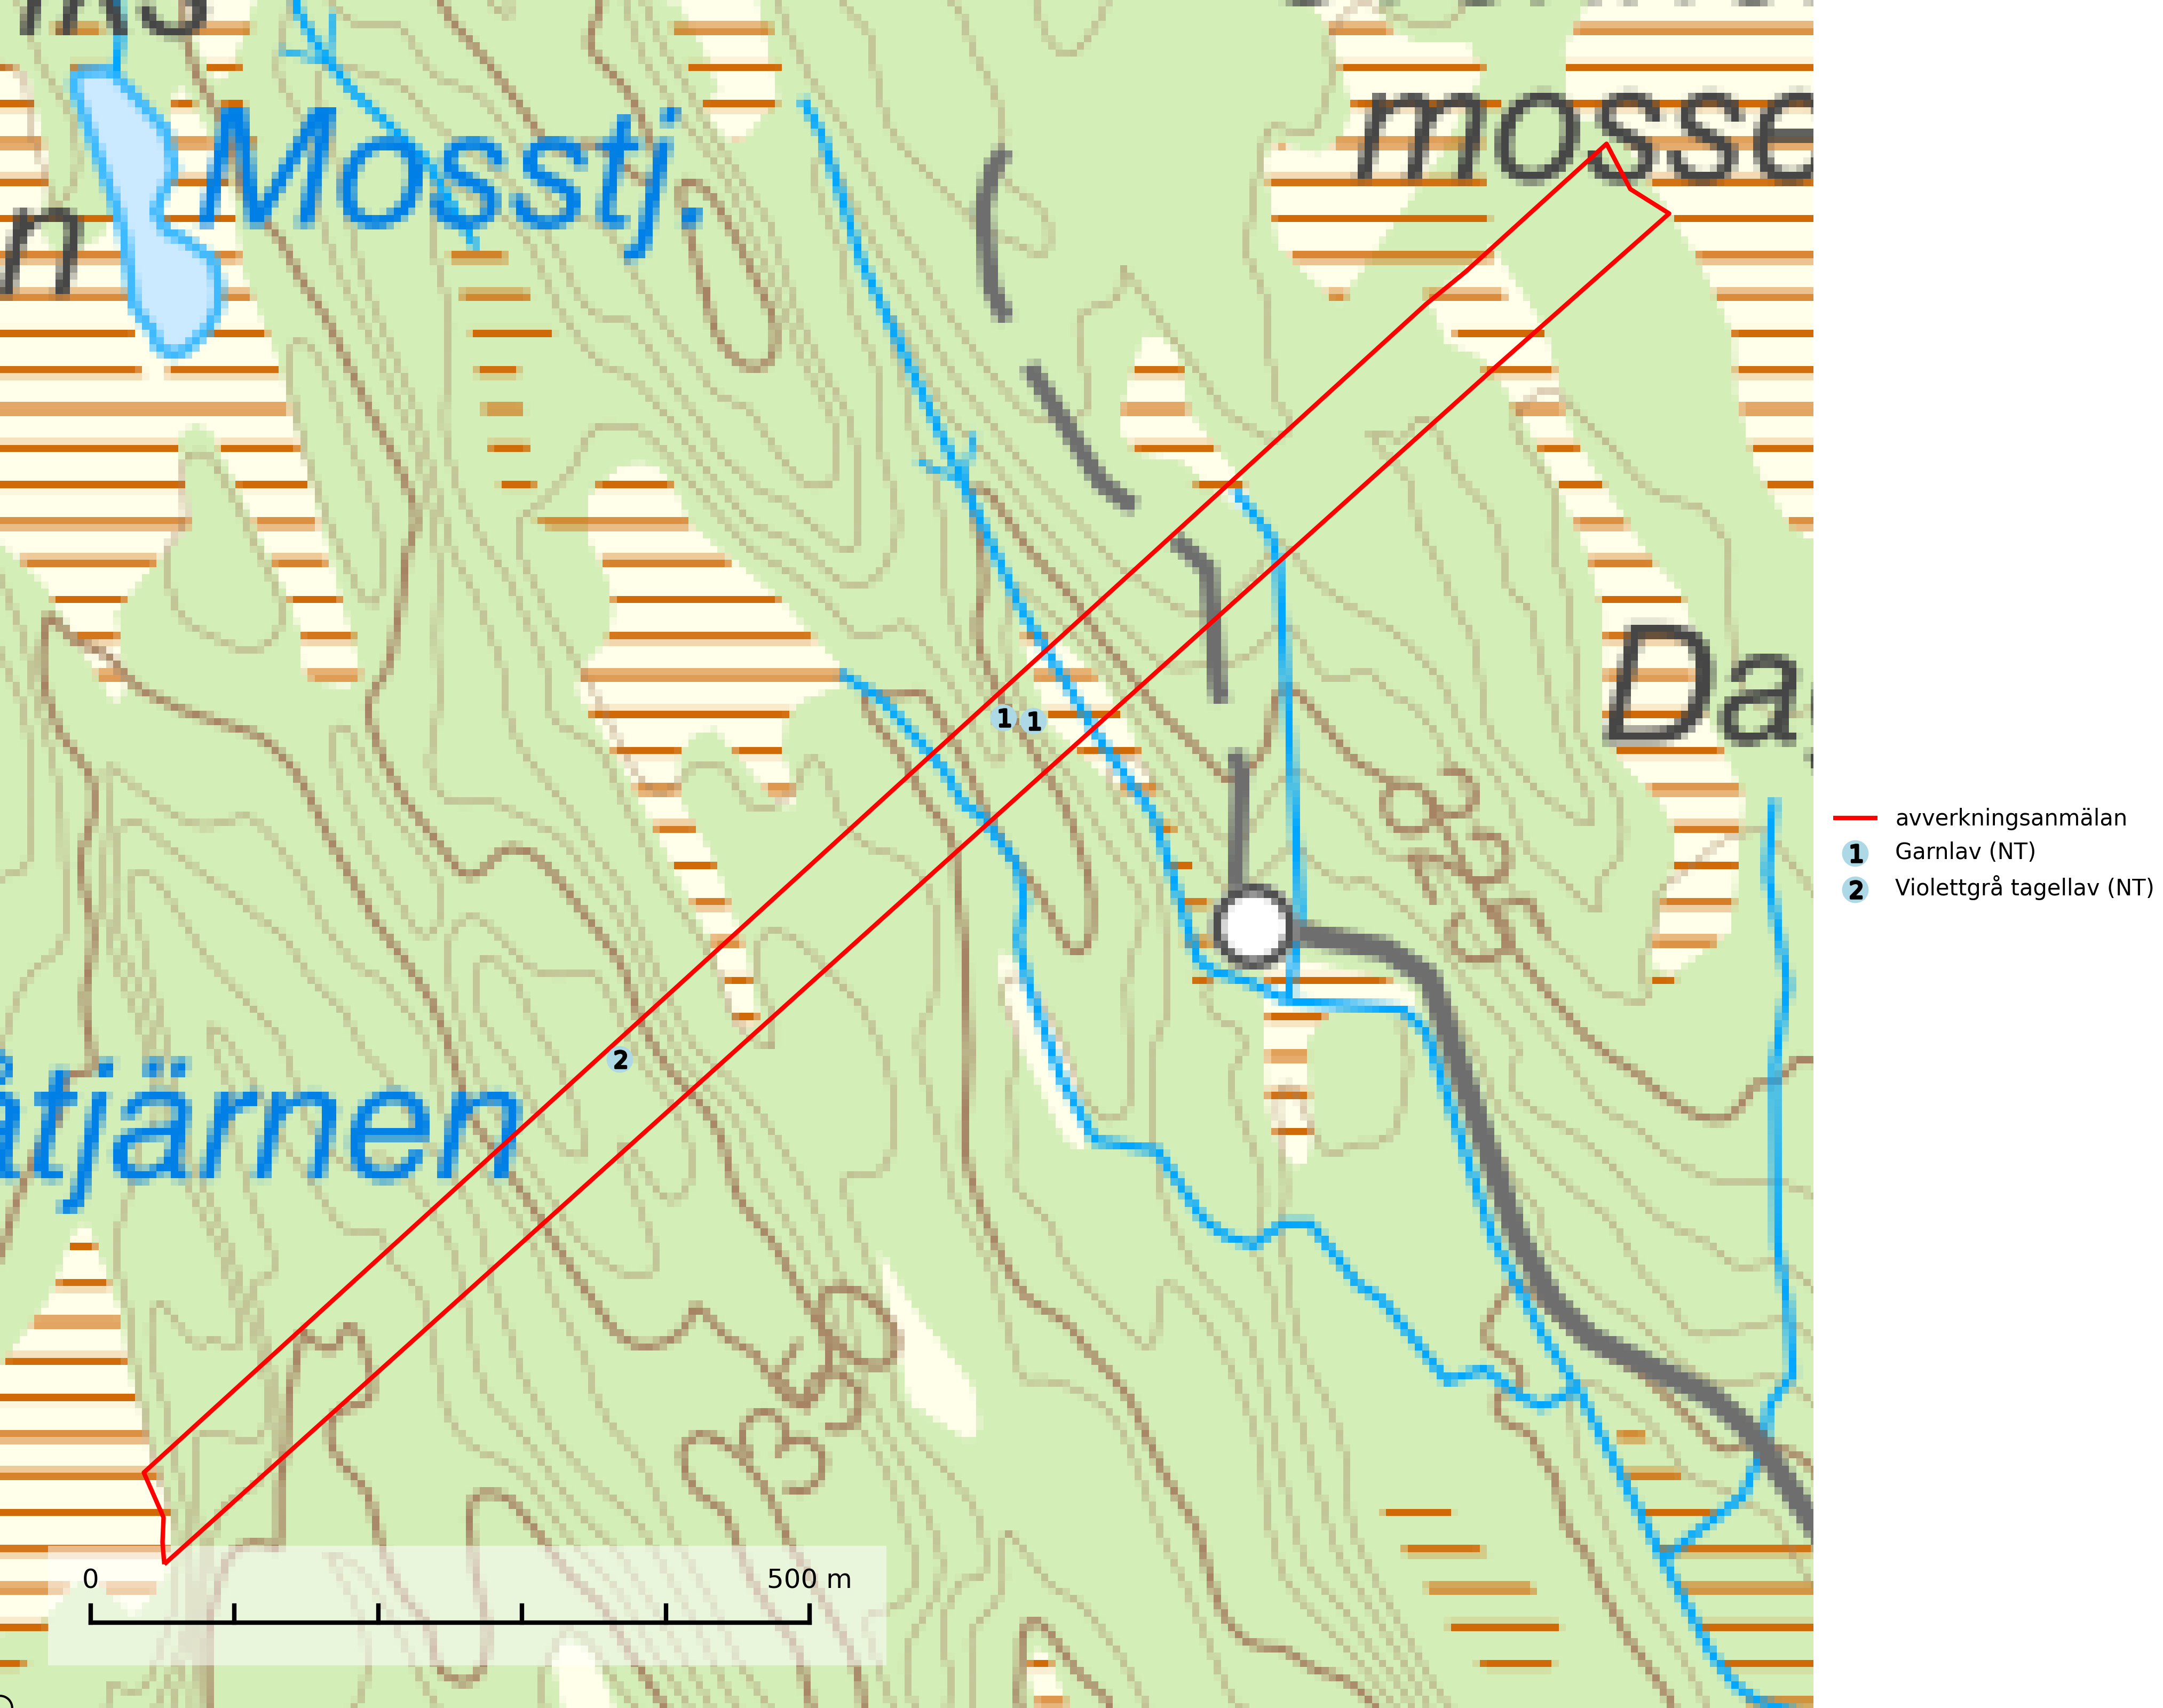 Mosstj.
mosse
n
Da
1 1
2
tjärnen
0 500 m
avverkningsanmälan
1 Garnlav (NT)
2 Violettgrå tagellav (NT)